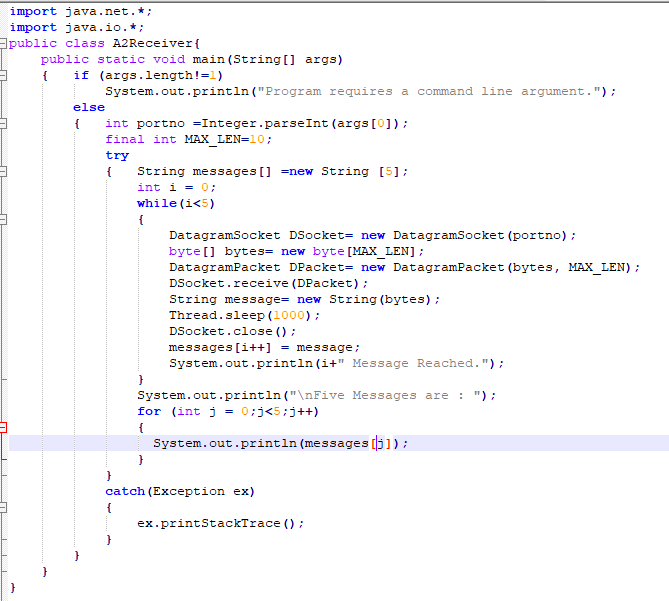 import java.net.*;
import java.io.*;
public class A2Receiver{
    public static void main(String[] args)
    {   if (args.length!=1)
            System.out.println("Program requires a command line argument.");
        else
        {   int portno =Integer.parseInt(args[0]);
            final int MAX_LEN=10;
            try
            {   String messages[] =new String [5];
                int i = 0;
                while(i<5)
                {
                    DatagramSocket DSocket= new DatagramSocket(portno);
                    byte[] bytes= new byte[MAX_LEN];
                    DatagramPacket DPacket= new DatagramPacket(bytes, MAX_LEN);
                    DSocket.receive(DPacket);
                    String message= new String(bytes);
                    Thread.sleep(1000);
                    DSocket.close();
                    messages[i++] = message;
                    System.out.println(i+" Message Reached.");
                }
                System.out.println("\nFive Messages are : ");
                for (int j = 0;j<5;j++)
                {
                  System.out.println(messages[j]);
                }
            }
            catch(Exception ex)
            {
                ex.printStackTrace();
            }
        }
    }
}